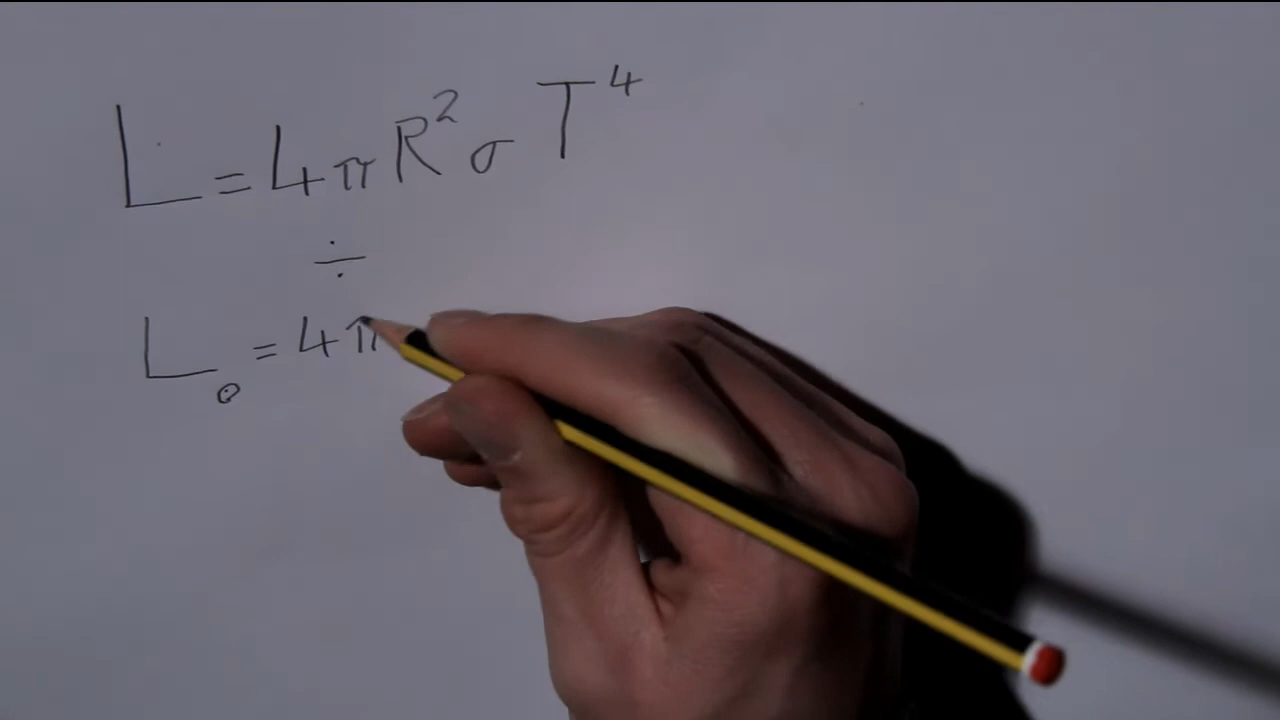 L = 4πR²σT⁴
÷
L⊙ = 4π